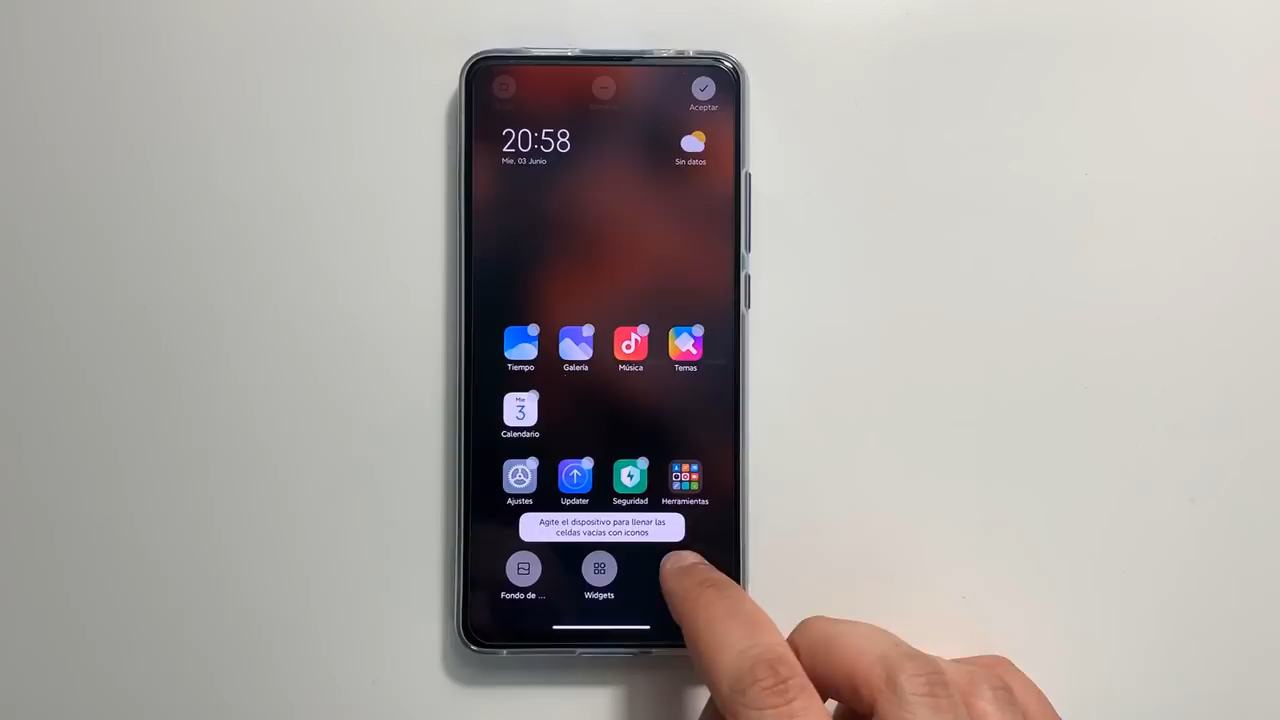 Aceptar
20:58
Mie. 03 Junio
Sin datos
Tiempo
Galería
Música
Temas
Mie
3
Calendario
Ajustes
Updater
Seguridad
Herramientas
Agite el dispositivo para llenar las
celdas vacías con iconos
Fondo de ...
Widgets